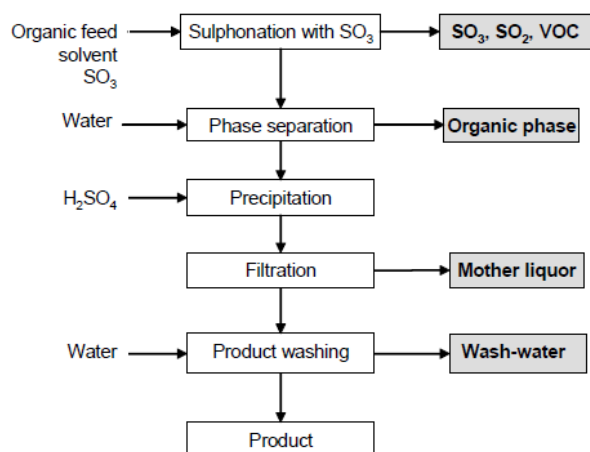 Organic feed
solvent
SO₃
Sulphonation with SO₃
SO₃, SO₂, VOC
Water
Phase separation
Organic phase
H₂SO₄
Precipitation
Filtration
Mother liquor
Water
Product washing
Wash-water
Product